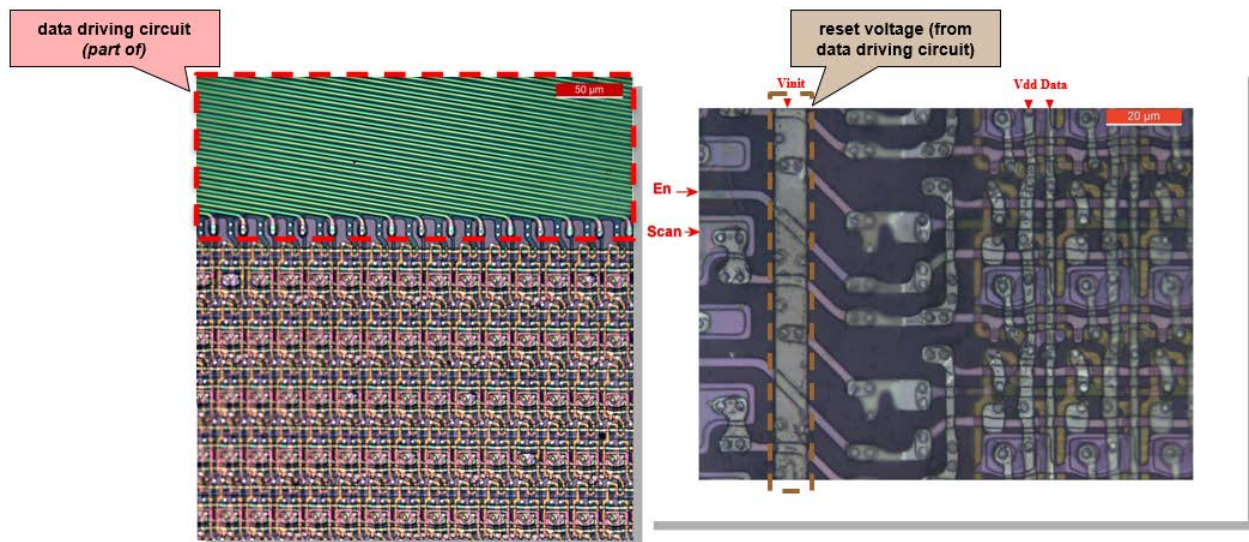 data driving circuit
(part of)
reset voltage (from
data driving circuit)
50 µm
Vinit
Vdd Data
20 µm
En
Scan